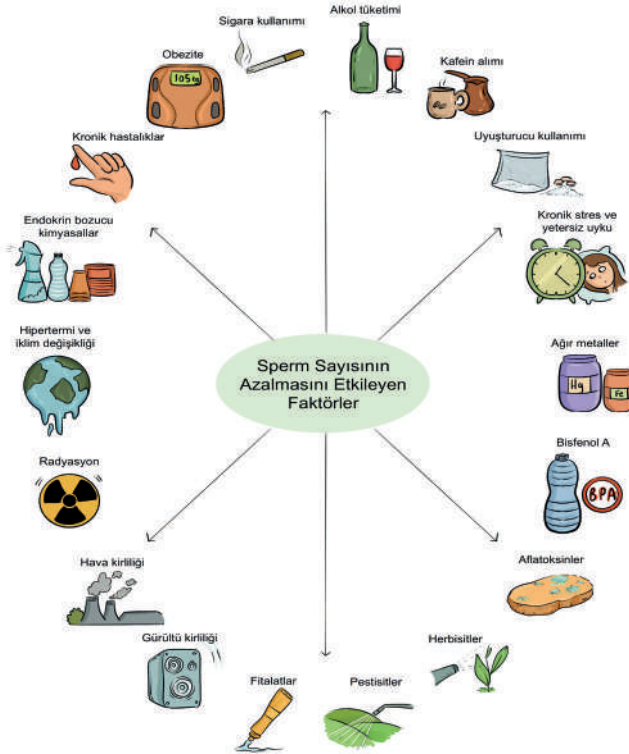 Alkol tüketimi
Sigara kullanımı
Kafein alımı
Obezite
105 kg
Uyuşturucu kullanımı
Kronik hastalıklar
Kronik stres ve
yetersiz uyku
Endokrin bozucu
kimyasallar
Hipertermi ve
iklim değişikliği
Ağır metaller
Hg
Fe
Sperm Sayısının
Azalmasını Etkileyen
Faktörler
Radyasyon
Bisfenol A
BPA
Hava kirliliği
Aflatoksinler
Gürültü kirliliği
Herbisitler
Fitalatlar
Pestisitler